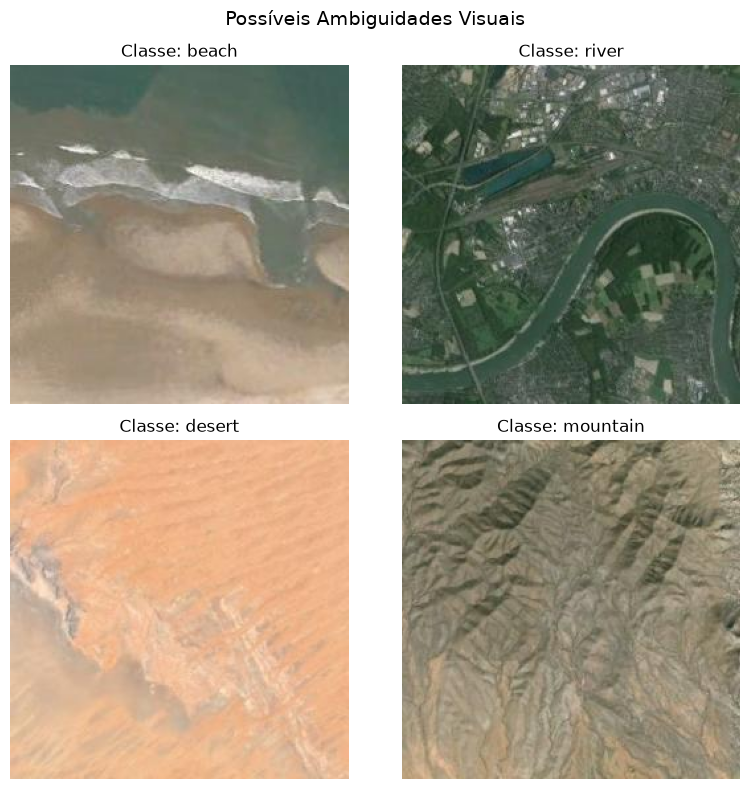 Possíveis Ambiguidades Visuais
Classe: beach
Classe: river
Classe: desert
Classe: mountain